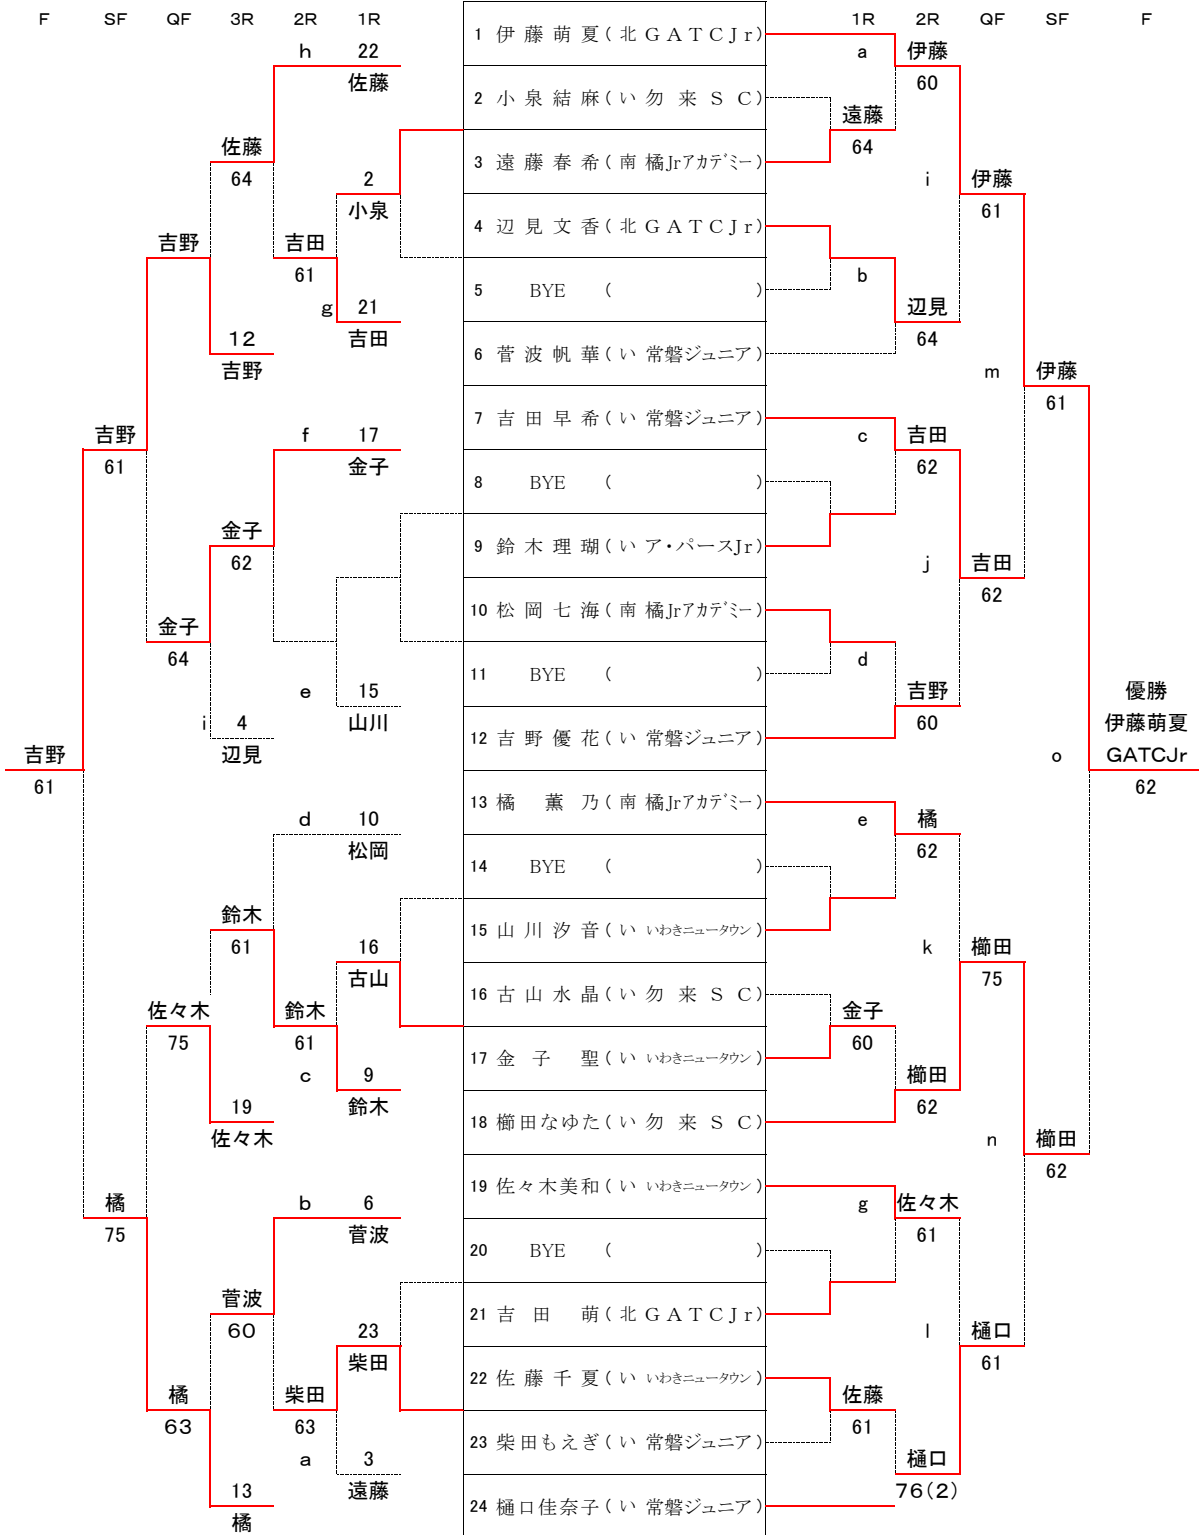 F SF QF 3R 2R 1R
h 22
佐藤
佐藤
64
2
小泉
吉野
吉田
61
g 21
吉田
12
吉野
吉野
61
f 17
金子
金子
62
金子
64
e 15
山川
i 4
辺見
吉野
61
d 10
松岡
鈴木
61
16
古山
佐々木
75
鈴木
61
c 9
鈴木
19
佐々木
橘
75
b 6
菅波
菅波
60
23
柴田
橘
63
柴田
63
a 3
遠藤
13
橘
1 伊藤萌夏(北 GATCJr)
2 小泉結麻(い 勿来SC)
3 遠藤春希(南 橘Jrアカデミー)
4 辺見文香(北 GATCJr)
5 BYE ( )
6 菅波帆華(い 常磐ジュニア)
7 吉田早希(い 常磐ジュニア)
8 BYE ( )
9 鈴木理瑚(い ア・パースJr)
10 松岡七海(南 橘Jrアカデミー)
11 BYE ( )
12 吉野優花(い 常磐ジュニア)
13 橘 薫乃(南 橘Jrアカデミー)
14 BYE ( )
15 山川汐音(い いわきニュータウン)
16 古山水晶(い 勿来SC)
17 金子 聖(い いわきニュータウン)
18 櫛田なゆた(い 勿来SC)
19 佐々木美和(い いわきニュータウン)
20 BYE ( )
21 吉田 萌(北 GATCJr)
22 佐藤千夏(い いわきニュータウン)
23 柴田もえぎ(い 常磐ジュニア)
24 樋口佳奈子(い 常磐ジュニア)
1R 2R QF SF F
a 伊藤
60
遠藤
64
i 伊藤
61
b
辺見
64
m 伊藤
61
c 吉田
62
j 吉田
62
d
吉野
60
優勝
伊藤萌夏
o GATCJr
62
e 橘
62
k 櫛田
75
金子
60
櫛田
62
n 櫛田
62
g 佐々木
61
l 樋口
61
佐藤
61
樋口
76(2)